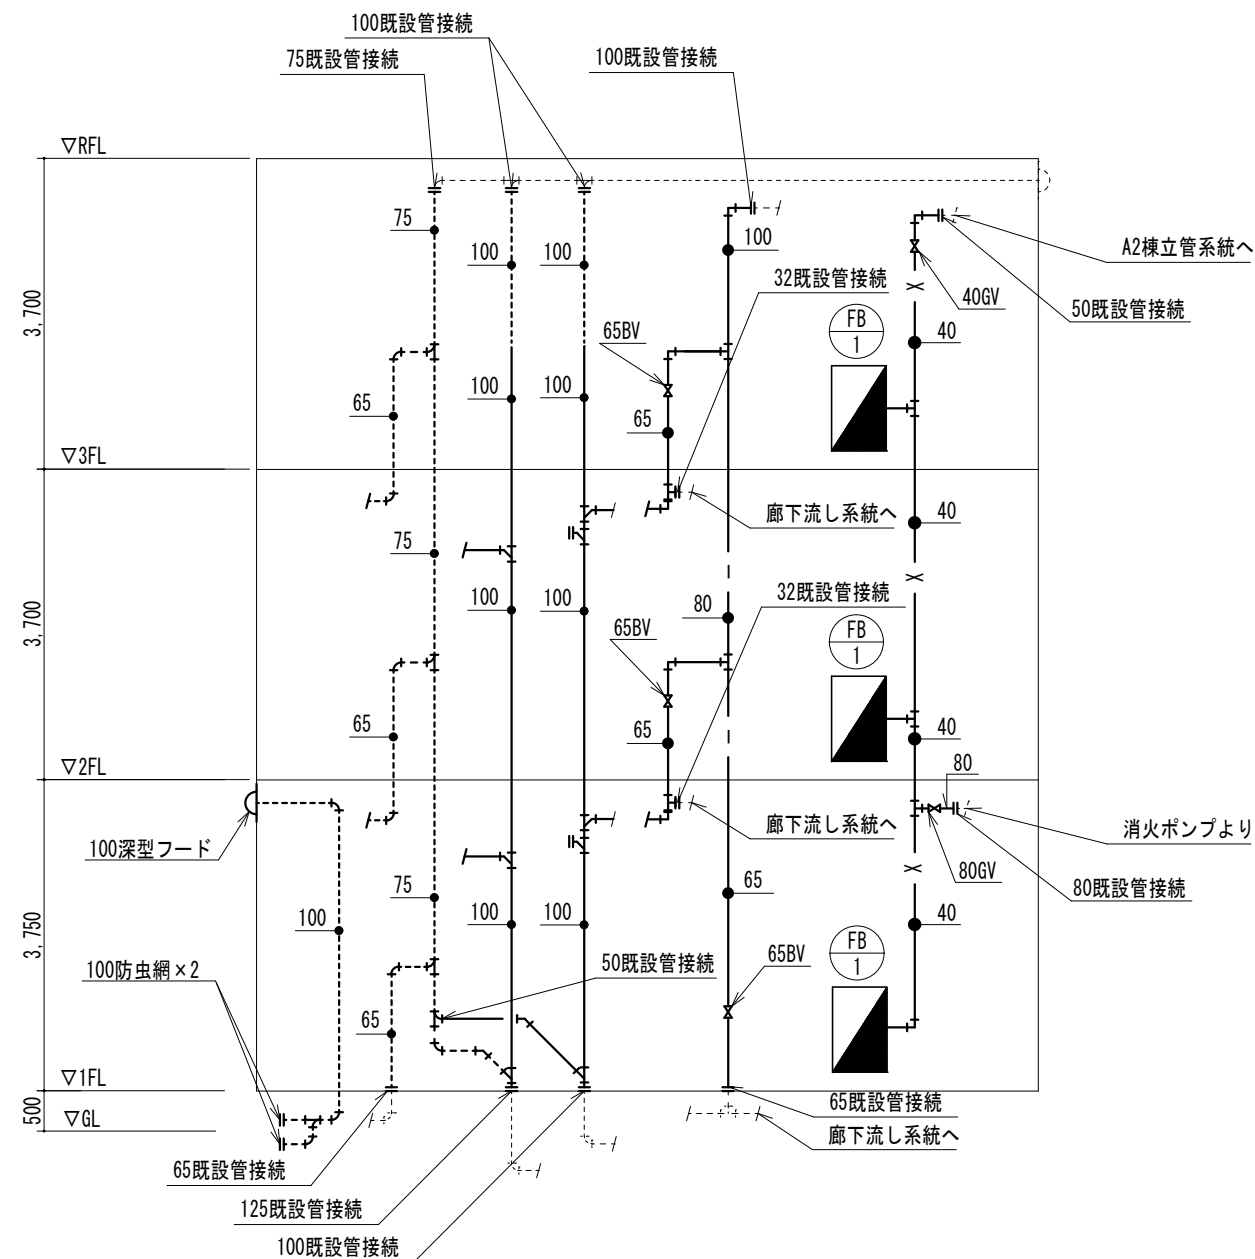 100既設管接続
75既設管接続
100既設管接続
▽RFL
75
100
100
100
A2棟立管系統へ
32既設管接続
40GV
50既設管接続
3,700
FB
1
65BV
40
100
100
65
65
▽3FL
廊下流し系統へ
40
75
100
100
80
32既設管接続
3,700
65BV
FB
1
65
65
40
▽2FL
80
廊下流し系統へ
消火ポンプより
100深型フード
80GV
80既設管接続
75
65
100
100
100
40
3,750
FB
1
100防虫網×2
50既設管接続
65BV
65
▽1FL
500
▽GL
65既設管接続
廊下流し系統へ
65既設管接続
125既設管接続
100既設管接続